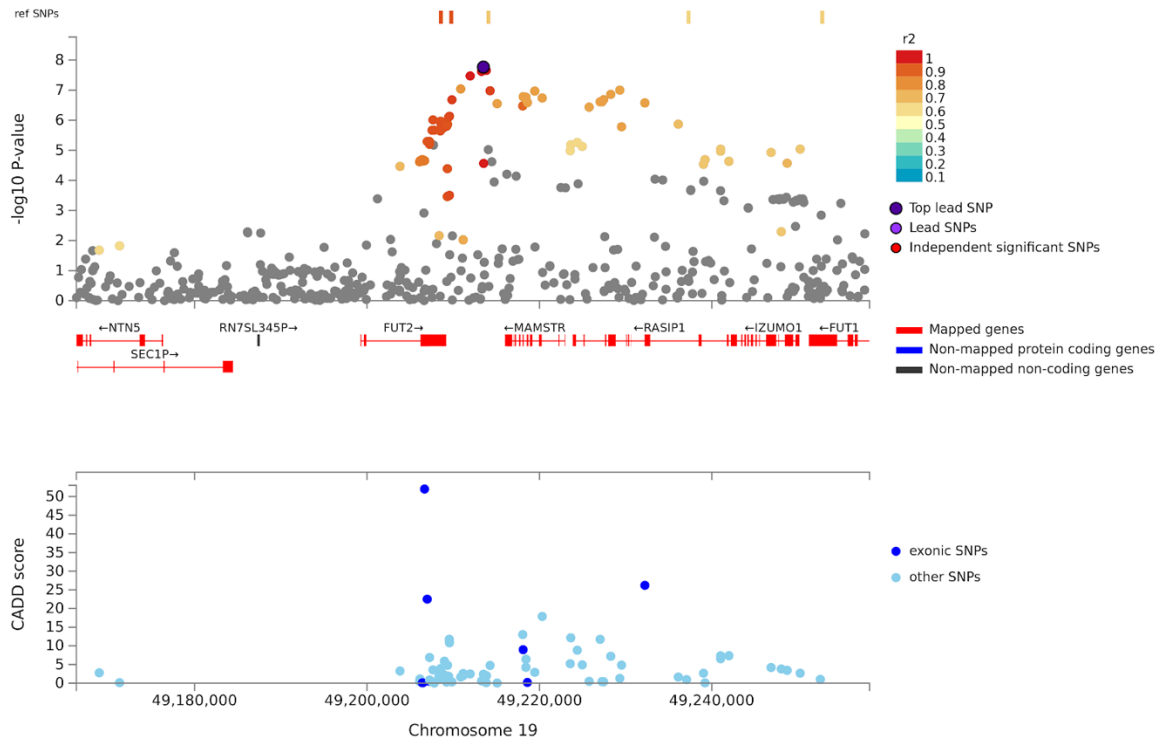 ref SNPs
-log10 P-value
8
7
6
5
4
3
2
1
0
r2
1
0.9
0.8
0.7
0.6
0.5
0.4
0.3
0.2
0.1
Top lead SNP
Lead SNPs
Independent significant SNPs
←NTN5 RN7SL345P→ FUT2→ ←MAMSTR ←RASIP1 ←IZUMO1 ←FUT1
SEC1P→
Mapped genes
Non-mapped protein coding genes
Non-mapped non-coding genes
CADD score
50
45
40
35
30
25
20
15
10
5
0
exonic SNPs
other SNPs
49,180,000 49,200,000 49,220,000 49,240,000
Chromosome 19